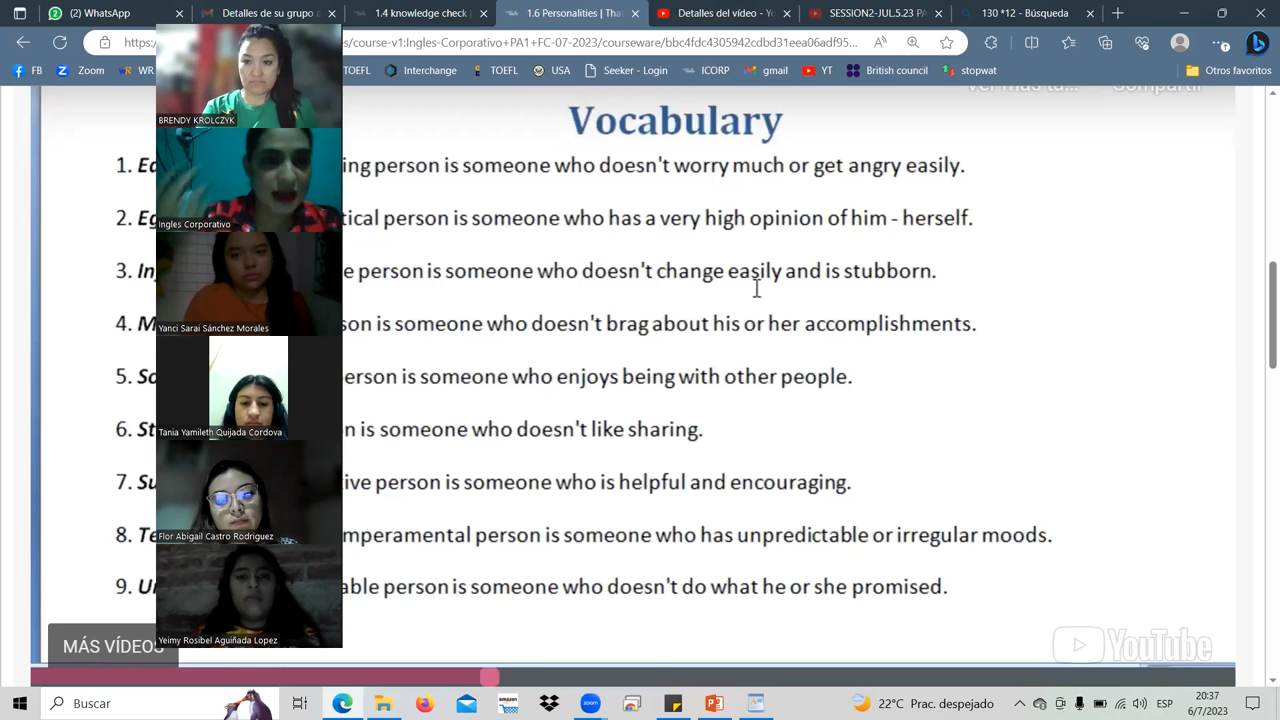 (2) WhatsApp
Detalles de su grupo a
1.4 knowledge check |
1.6 Personalities | That
Detalles del vídeo - Yo
SESSION2-JUL5.23 PA
130 *12 - Búsqueda
https:
s/course-v1:Ingles-Corporativo+PA1+FC-07-2023/courseware/bbc4fdc4305942cdbd31eea06adf95...
FB
Zoom
WR
TOEFL
Interchange
TOEFL
USA
Seeker - Login
ICORP
gmail
YT
British council
stopwat
Otros favoritos
Vocabulary
1. Ea ing person is someone who doesn't worry much or get angry easily.
2. Eg tical person is someone who has a very high opinion of him - herself.
3. In e person is someone who doesn't change easily and is stubborn.
4. M son is someone who doesn't brag about his or her accomplishments.
5. So erson is someone who enjoys being with other people.
6. St n is someone who doesn't like sharing.
7. Su ive person is someone who is helpful and encouraging.
8. Te mperamental person is someone who has unpredictable or irregular moods.
9. Un able person is someone who doesn't do what he or she promised.
BRENDY KROLCZYK
Ingles Corporativo
Yanci Sarai Sánchez Morales
Tania Yamileth Quijada Cordova
Flor Abigail Castro Rodriguez
Yeimy Rosibel Aguiñada Lopez
MÁS VÍDEOS
YouTube
Buscar
amazon
zoom
22°C Prac. despejado
ESP
20:37
6/7/2023